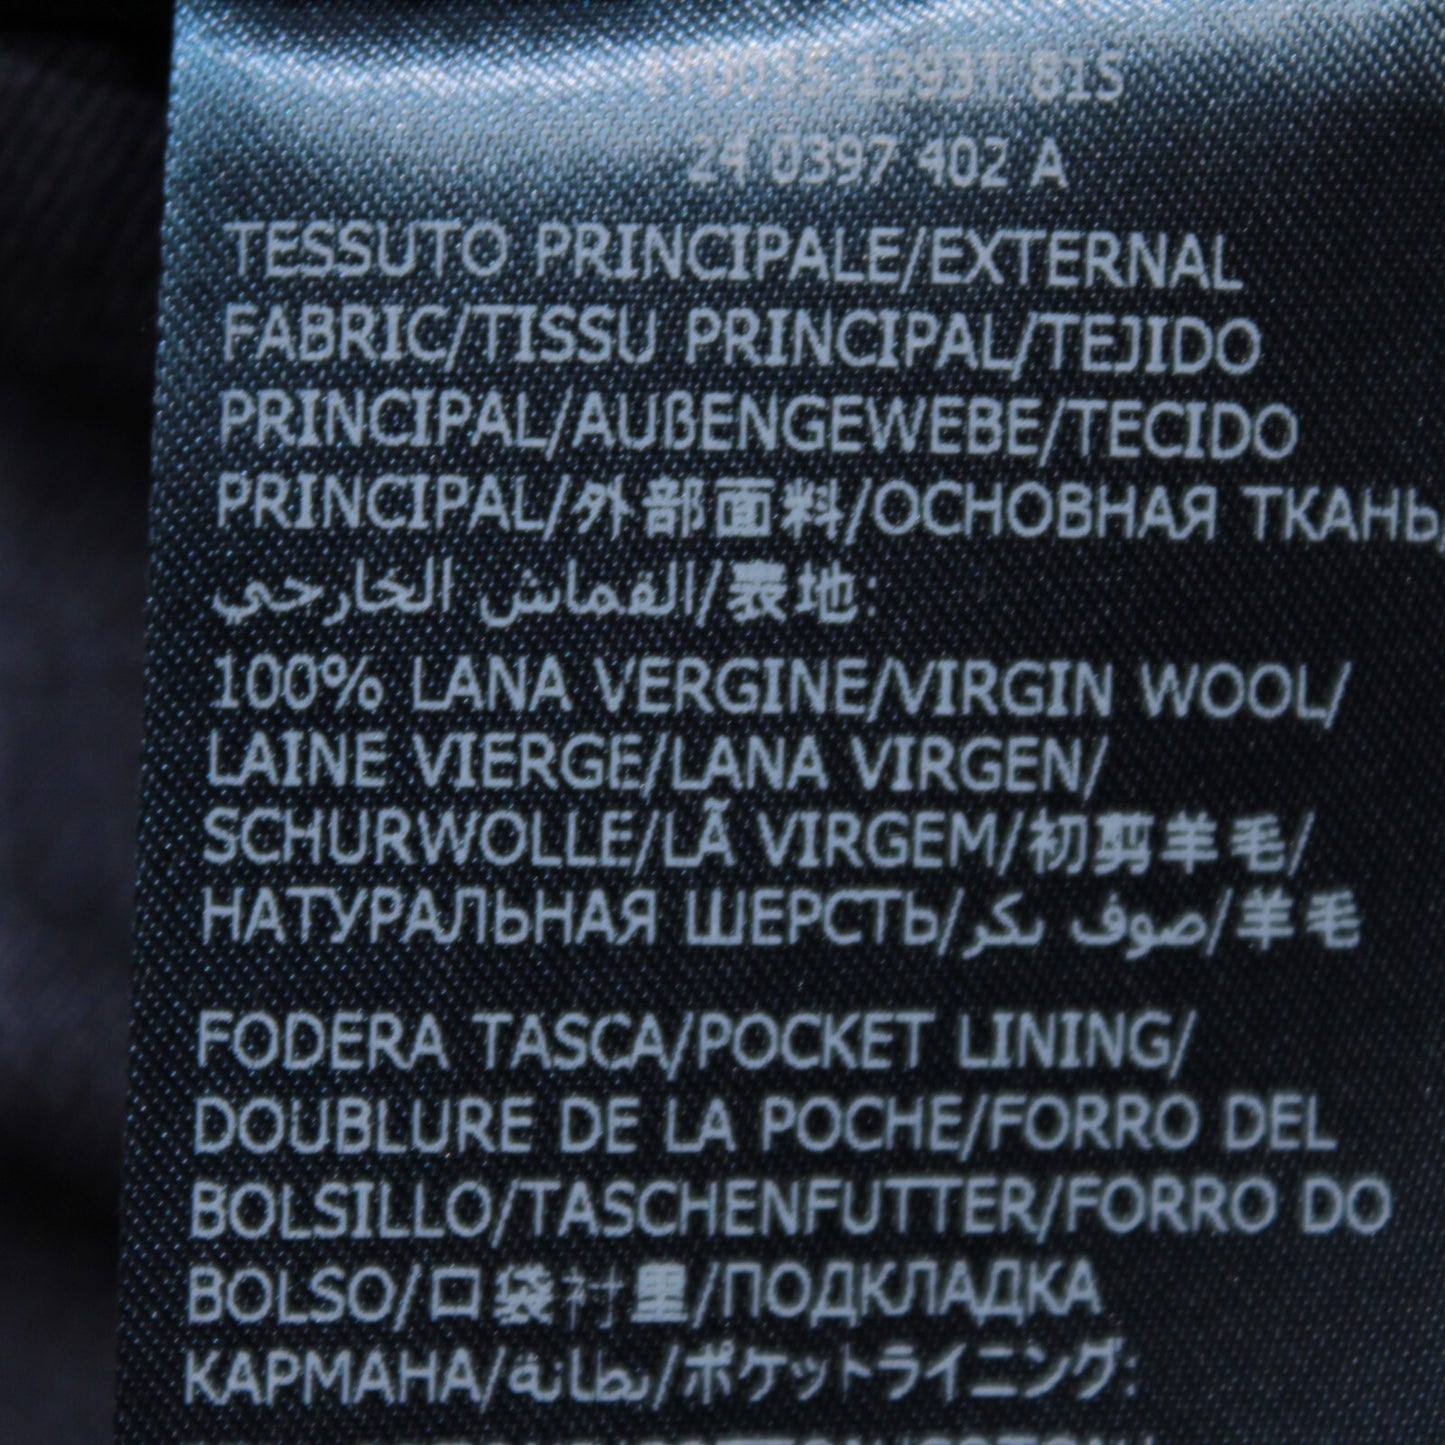 1393T 81S
24 0397 402 A
TESSUTO PRINCIPALE/EXTERNAL
FABRIC/TISSU PRINCIPAL/TEJIDO
PRINCIPAL/AUßENGEWEBE/TECIDO
PRINCIPAL/外部面料/ОСНОВНАЯ ТКАНЬ/
القماش الخارجي/表地:
100% LANA VERGINE/VIRGIN WOOL/
LAINE VIERGE/LANA VIRGEN/
SCHURWOLLE/LÃ VIRGEM/初剪羊毛/
НАТУРАЛЬНАЯ ШЕРСТЬ/صوف بكر/羊毛
FODERA TASCA/POCKET LINING/
DOUBLURE DE LA POCHE/FORRO DEL
BOLSILLO/TASCHENFUTTER/FORRO DO
BOLSO/口袋衬里/ПОДКЛАДКА
КАРМАНА/بطانة/ポケットライニング: